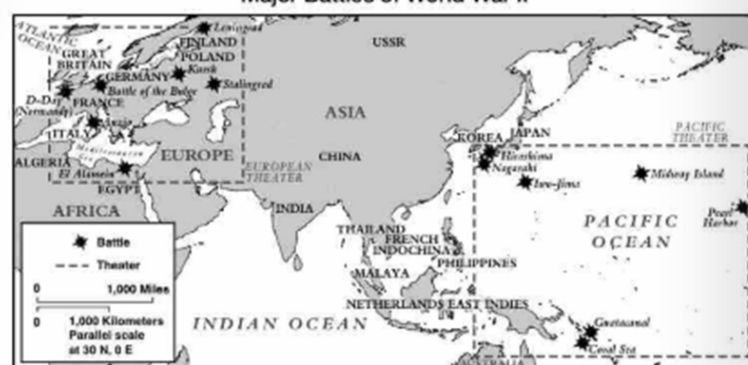 Major Battles of World War II
ATLANTIC
OCEAN
GREAT
BRITAIN
FINLAND
POLAND
Leningrad
Kursk
Stalingrad
GERMANY
Battle of the Bulge
D-Day
(Normandy)
FRANCE
Anzio
ITALY
Mediterranean
Sea
ALGERIA
El Alamein
EGYPT
EUROPE
EUROPEAN
THEATER
AFRICA
USSR
ASIA
CHINA
INDIA
KOREA
JAPAN
Hiroshima
Nagasaki
Iwo-Jima
Midway Island
Pearl
Harbor
PACIFIC
THEATER
PACIFIC
OCEAN
THAILAND
FRENCH
INDOCHINA
PHILIPPINES
MALAYA
NETHERLANDS EAST INDIES
INDIAN OCEAN
Coral Sea
AUSTRALIA
Battle
Theater
0 1,000 Miles
0 1,000 Kilometers
Parallel scale
at 30 N, 0 E